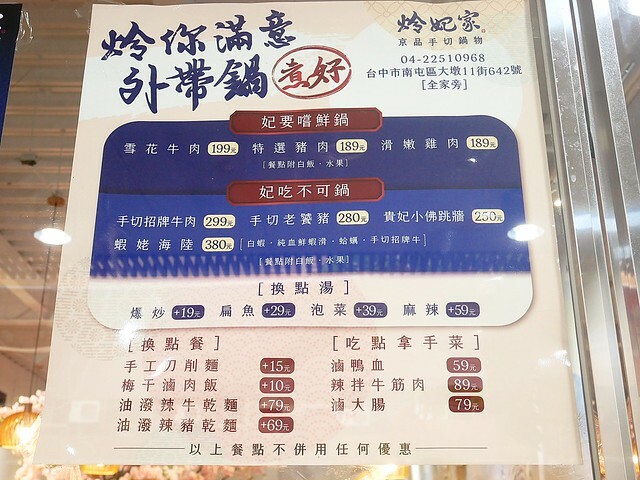 烩你滿意
外帶鍋 煮好
烩妃家
京品手切鍋物
04-22510968
台中市南屯區大墩11街642號
[全家旁]
妃要嚐鮮鍋
雪花牛肉 199元 特選豬肉 189元 滑嫩雞肉 189元
[餐點附白飯·水果]
妃吃不可鍋
手切招牌牛肉 299元 手切老饕豬 280元 貴妃小佛跳牆 250元
蝦姥海陸 380元 [白蝦·純血鮮蝦滑·蛤蠣·手切招牌牛]
[餐點附白飯·水果]
[換點湯]
爆炒 +19元 扁魚 +29元 泡菜 +39元 麻辣 +59元
[換點餐]
手工刀削麵 +15元
梅干滷肉飯 +10元
油潑辣牛乾麵 +79元
油潑辣豬乾麵 +69元
[吃點拿手菜]
滷鴨血 59元
辣拌牛筋肉 89元
滷大腸 79元
以上餐點不併用任何優惠